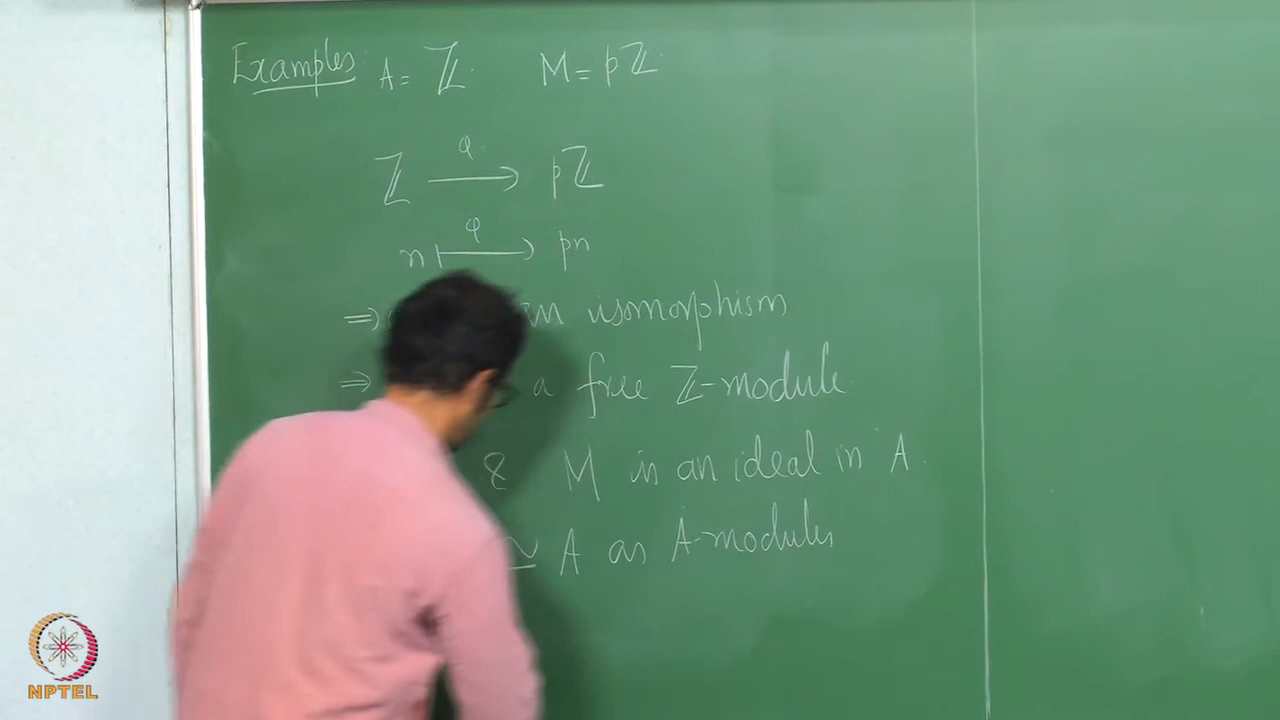 Examples A = ℤ. M = pℤ.
ℤ —φ→ pℤ
n |—φ→ pn
⇒ an isomorphism
⇒ a free ℤ-module
& M is an ideal in A.
≃ A as A-modules
NPTEL